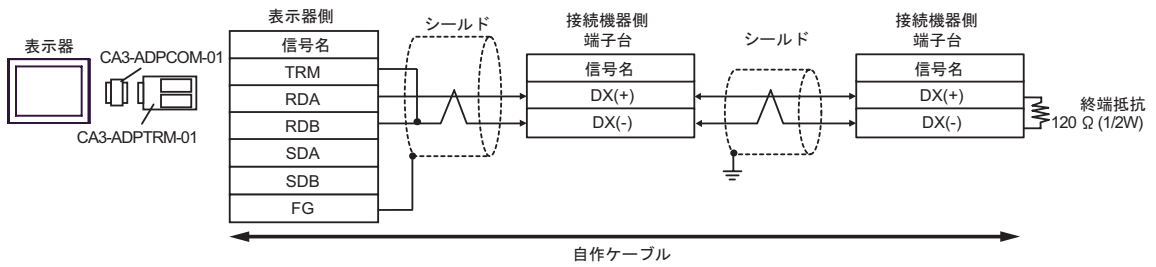 表示器
CA3-ADPCOM-01
CA3-ADPTRM-01
表示器側
信号名
TRM
RDA
RDB
SDA
SDB
FG
シールド
接続機器側
端子台
信号名
DX(+)
DX(-)
シールド
接続機器側
端子台
信号名
DX(+)
DX(-)
終端抵抗
120 Ω (1/2W)
自作ケーブル